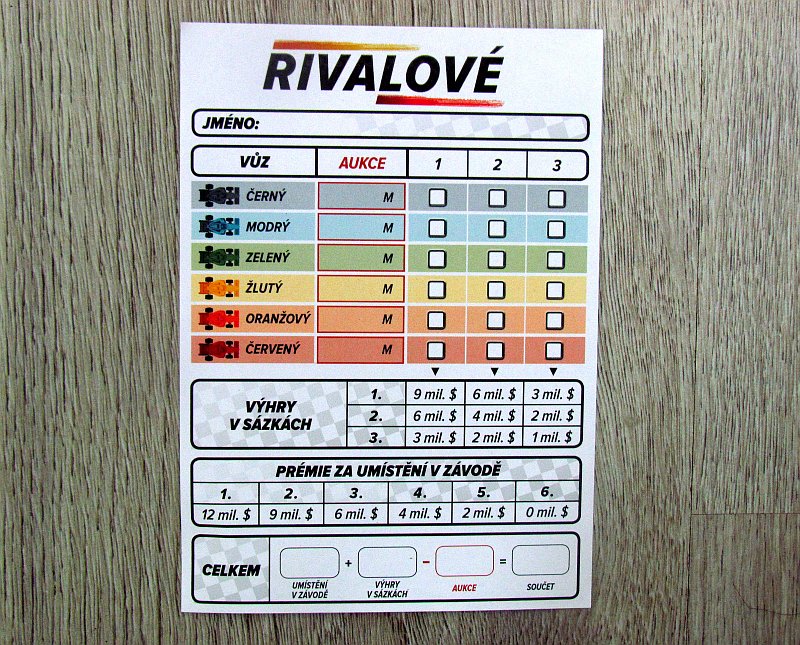 RIVALOVÉ
JMÉNO:
VŮZ AUKCE 1 2 3
ČERNÝ M
MODRÝ M
ZELENÝ M
ŽLUTÝ M
ORANŽOVÝ M
ČERVENÝ M
VÝHRY V SÁZKÁCH
1. 9 mil. $ 6 mil. $ 3 mil. $
2. 6 mil. $ 4 mil. $ 2 mil. $
3. 3 mil. $ 2 mil. $ 1 mil. $
PRÉMIE ZA UMÍSTĚNÍ V ZÁVODĚ
1. 2. 3. 4. 5. 6.
12 mil. $ 9 mil. $ 6 mil. $ 4 mil. $ 2 mil. $ 0 mil. $
CELKEM + − =
UMÍSTĚNÍ VÝHRY AUKCE SOUČET
V ZÁVODĚ V SÁZKÁCH